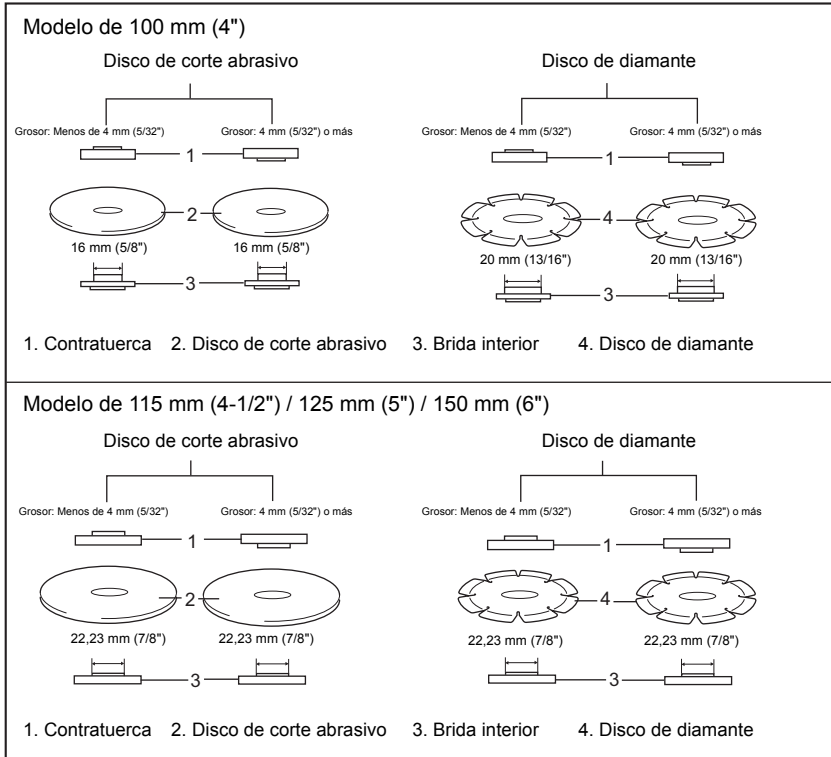 Modelo de 100 mm (4")
Disco de corte abrasivo
Disco de diamante
Grosor: Menos de 4 mm (5/32")
Grosor: 4 mm (5/32") o más
Grosor: Menos de 4 mm (5/32")
Grosor: 4 mm (5/32") o más
1
1
2
4
16 mm (5/8")
16 mm (5/8")
20 mm (13/16")
20 mm (13/16")
3
3
1. Contratuerca 2. Disco de corte abrasivo 3. Brida interior 4. Disco de diamante
Modelo de 115 mm (4-1/2") / 125 mm (5") / 150 mm (6")
Disco de corte abrasivo
Disco de diamante
Grosor: Menos de 4 mm (5/32")
Grosor: 4 mm (5/32") o más
Grosor: Menos de 4 mm (5/32")
Grosor: 4 mm (5/32") o más
1
1
2
4
22,23 mm (7/8")
22,23 mm (7/8")
22,23 mm (7/8")
22,23 mm (7/8")
3
3
1. Contratuerca 2. Disco de corte abrasivo 3. Brida interior 4. Disco de diamante